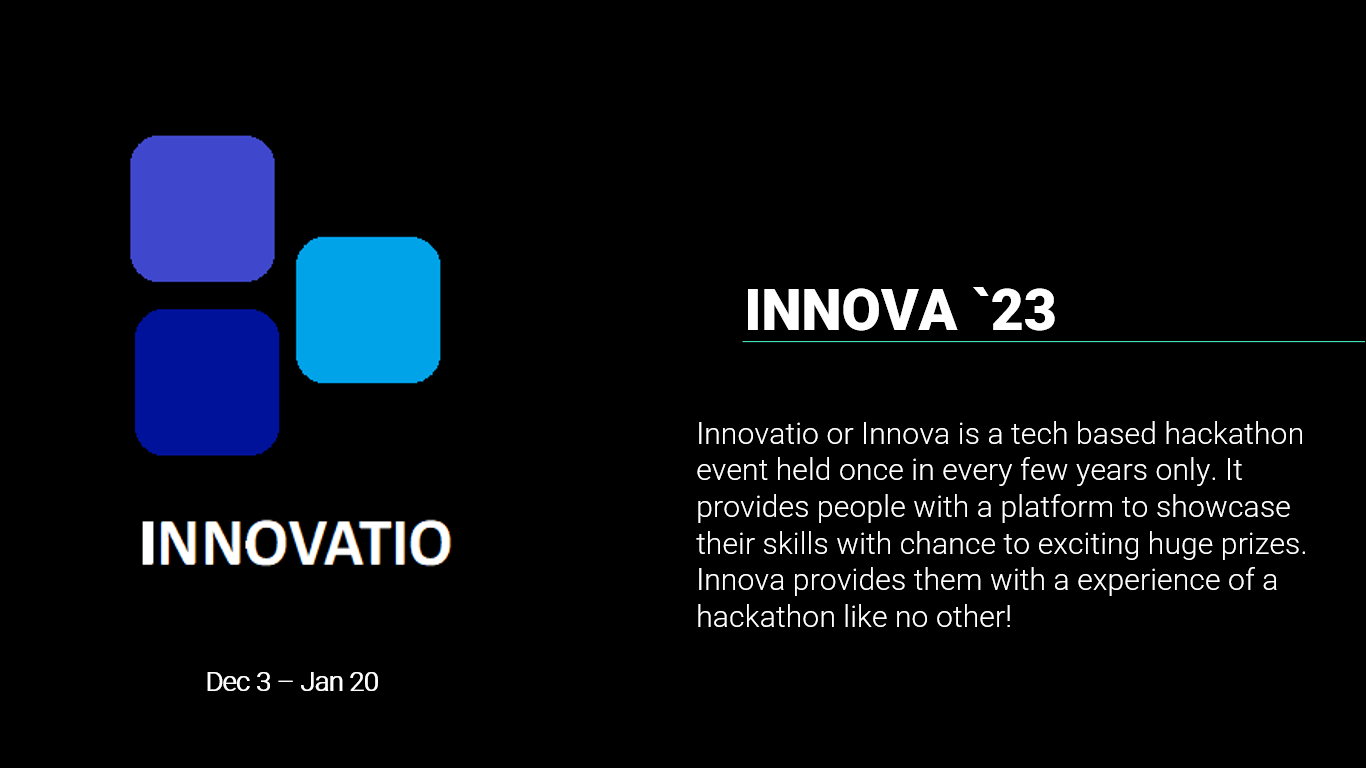 INNOVATIO
Dec 3 – Jan 20
INNOVA `23
Innovatio or Innova is a tech based hackathon
event held once in every few years only. It
provides people with a platform to showcase
their skills with chance to exciting huge prizes.
Innova provides them with a experience of a
hackathon like no other!